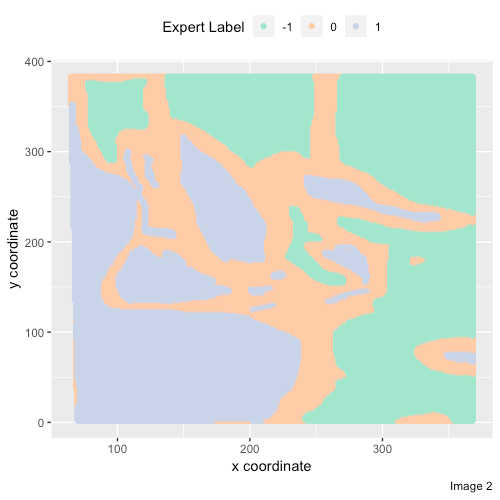 Expert Label -1 0 1
400
300
200
100
0
y coordinate
100 200 300
x coordinate
Image 2